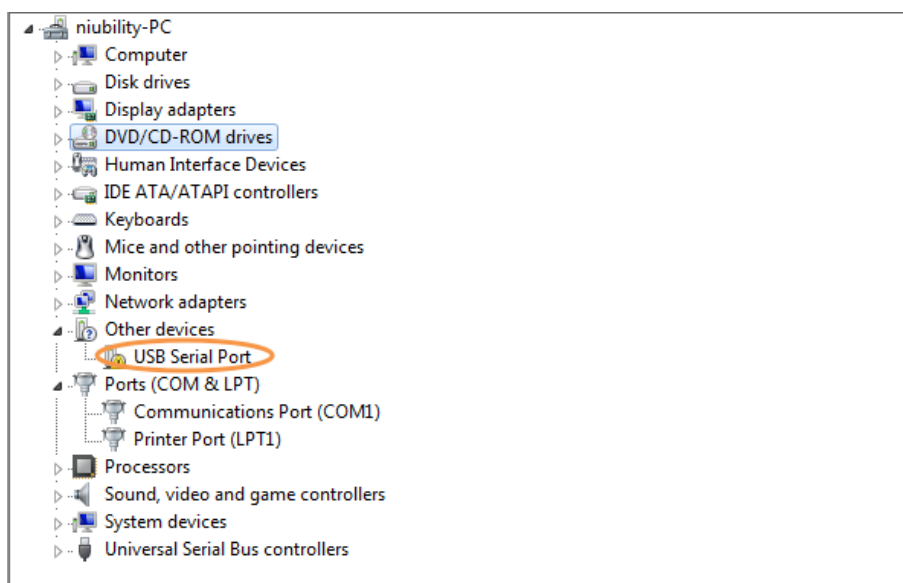 niubility-PC
Computer
Disk drives
Display adapters
DVD/CD-ROM drives
Human Interface Devices
IDE ATA/ATAPI controllers
Keyboards
Mice and other pointing devices
Monitors
Network adapters
Other devices
USB Serial Port
Ports (COM & LPT)
Communications Port (COM1)
Printer Port (LPT1)
Processors
Sound, video and game controllers
System devices
Universal Serial Bus controllers